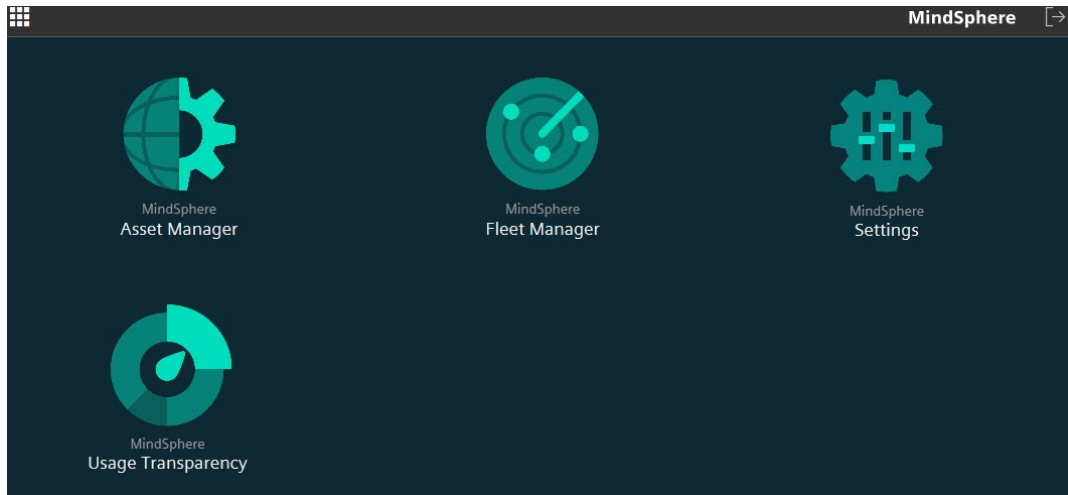 MindSphere
MindSphere
Asset Manager
MindSphere
Fleet Manager
MindSphere
Settings
MindSphere
Usage Transparency